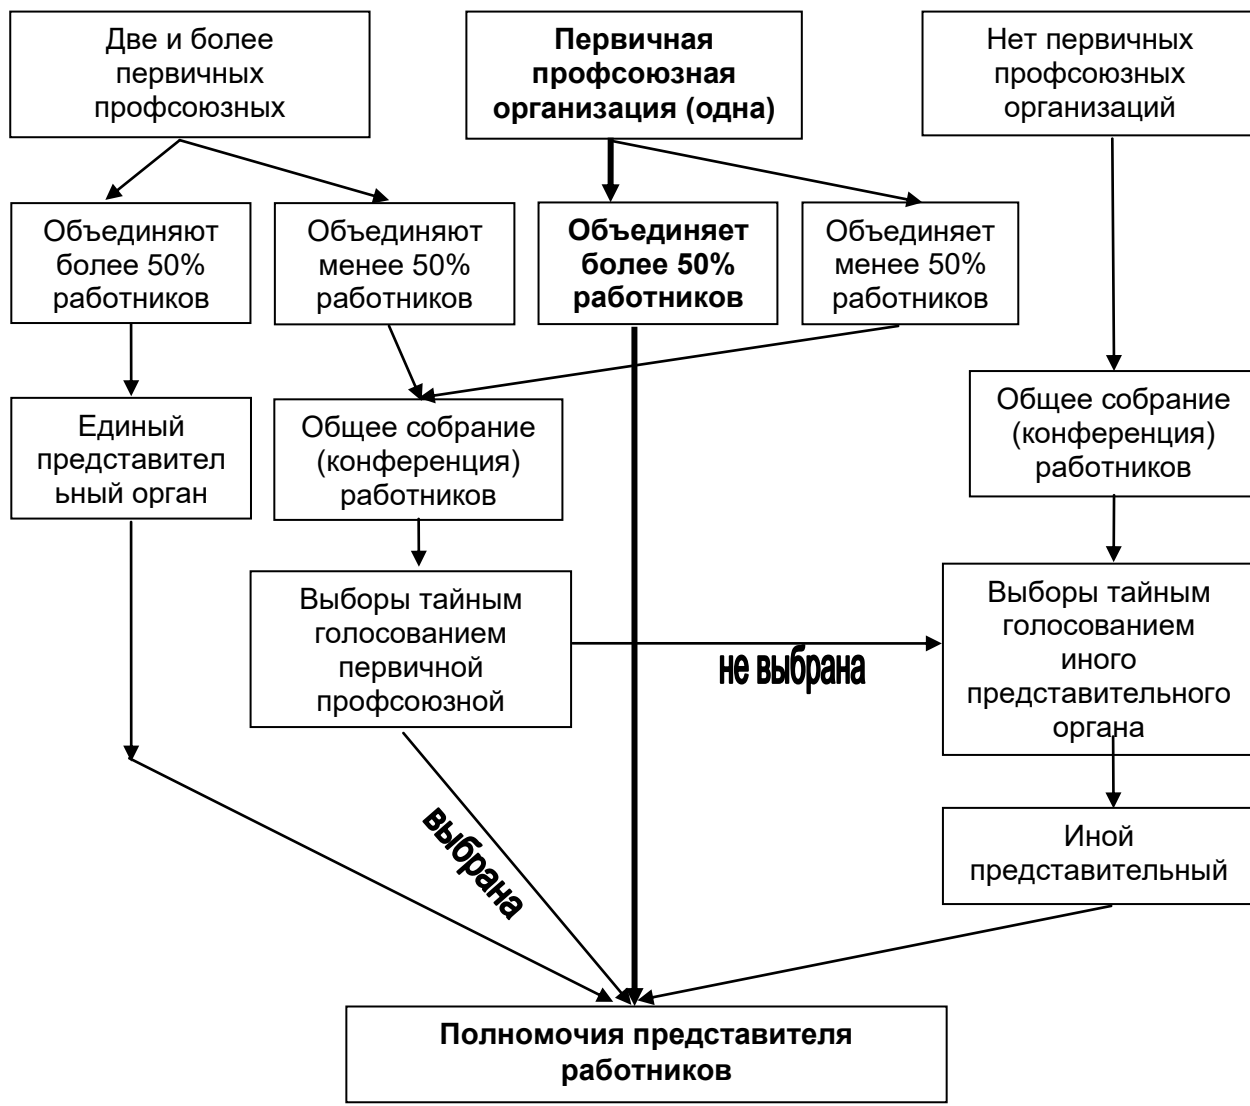 Две и более
первичных
профсоюзных
Первичная
профсоюзная
организация (одна)
Нет первичных
профсоюзных
организаций
Объединяют
более 50%
работников
Объединяют
менее 50%
работников
Объединяет
более 50%
работников
Объединяет
менее 50%
работников
Единый
представител
ьный орган
Общее собрание
(конференция)
работников
Общее собрание
(конференция)
работников
Выборы тайным
голосованием
первичной
профсоюзной
не выбрана
Выборы тайным
голосованием
иного
представительного
органа
выбрана
Иной
представительный
Полномочия представителя
работников